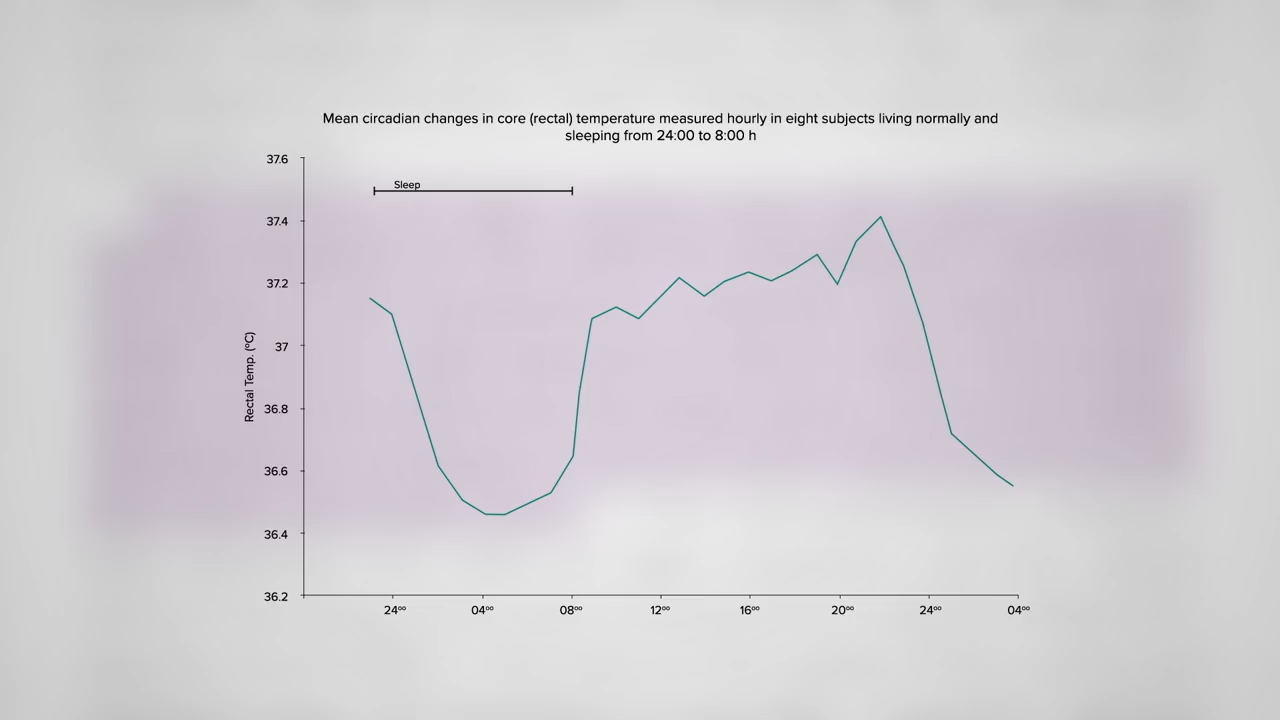 Mean circadian changes in core (rectal) temperature measured hourly in eight subjects living normally and
sleeping from 24:00 to 8:00 h
37.6
Sleep
37.4
37.2
37
Rectal Temp. (ºC)
36.8
36.6
36.4
36.2
24⁰⁰ 04⁰⁰ 08⁰⁰ 12⁰⁰ 16⁰⁰ 20⁰⁰ 24⁰⁰ 04⁰⁰